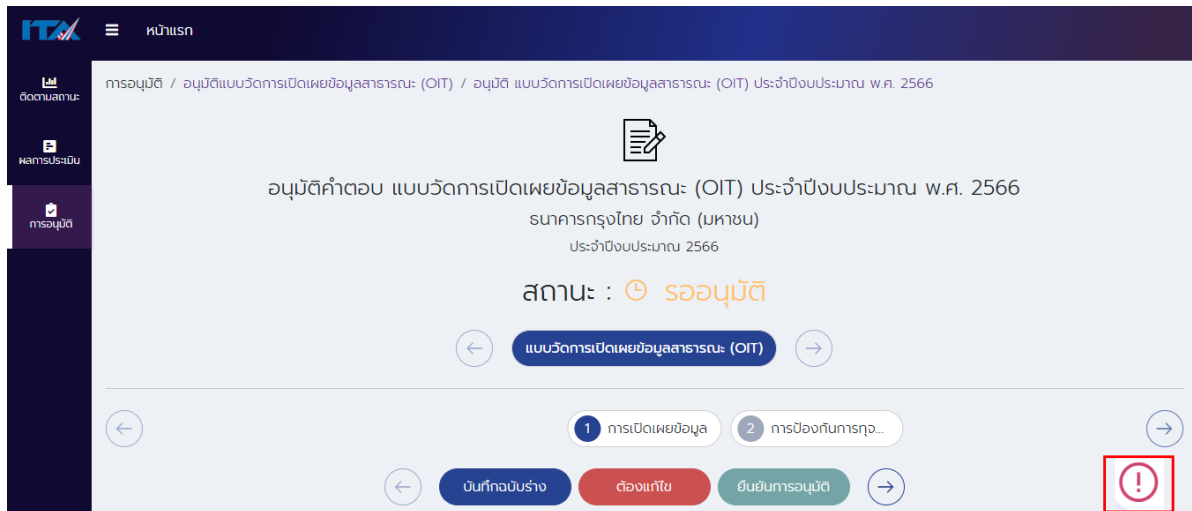 ITA
หน้าแรก
ติดตามสถานะ
ผลการประเมิน
การอนุมัติ
การอนุมัติ / อนุมัติแบบวัดการเปิดเผยข้อมูลสาธารณะ (OIT) / อนุมัติ แบบวัดการเปิดเผยข้อมูลสาธารณะ (OIT) ประจำปีงบประมาณ พ.ศ. 2566
อนุมัติคำตอบ แบบวัดการเปิดเผยข้อมูลสาธารณะ (OIT) ประจำปีงบประมาณ พ.ศ. 2566
ธนาคารกรุงไทย จำกัด (มหาชน)
ประจำปีงบประมาณ 2566
สถานะ : รออนุมัติ
แบบวัดการเปิดเผยข้อมูลสาธารณะ (OIT)
1 การเปิดเผยข้อมูล 2 การป้องกันการทุจ...
บันทึกฉบับร่าง ต้องแก้ไข ยืนยันการอนุมัติ